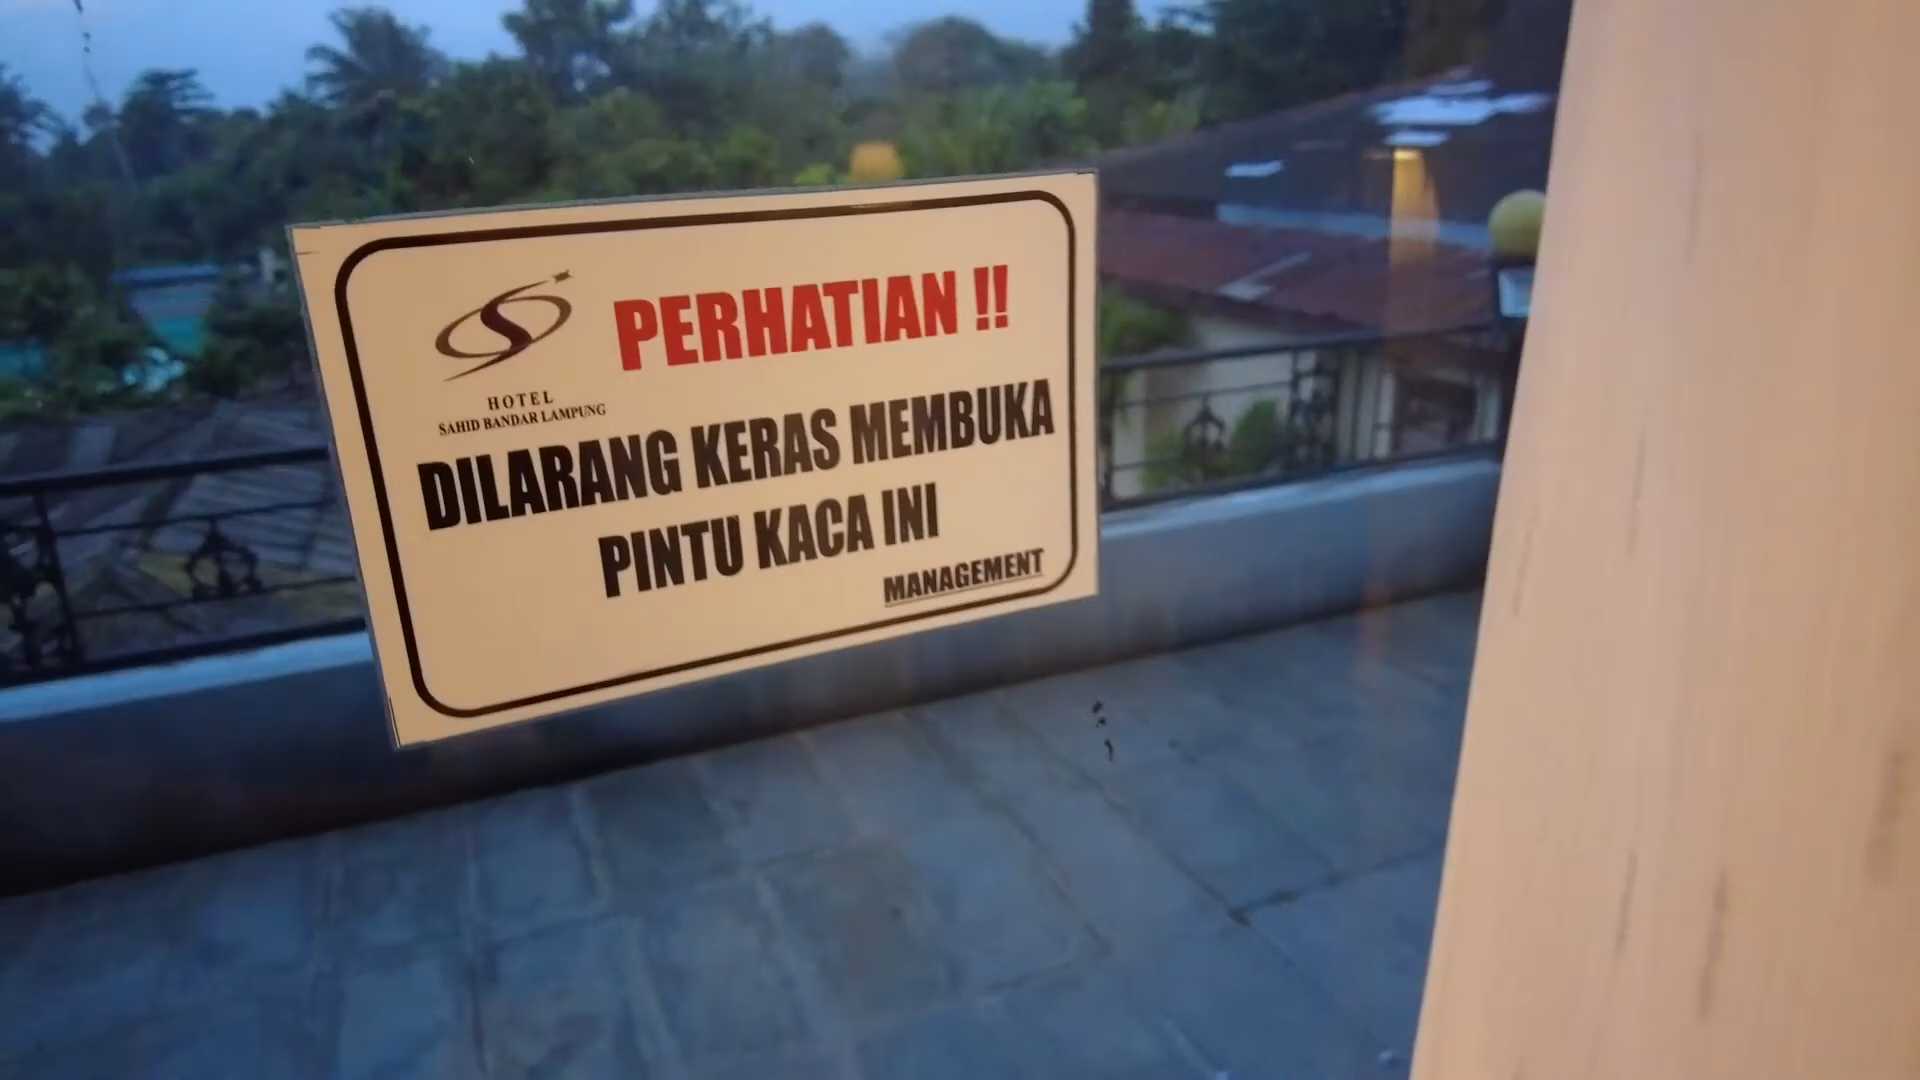 PERHATIAN !!
HOTEL
SAHID BANDAR LAMPUNG
DILARANG KERAS MEMBUKA
PINTU KACA INI
MANAGEMENT